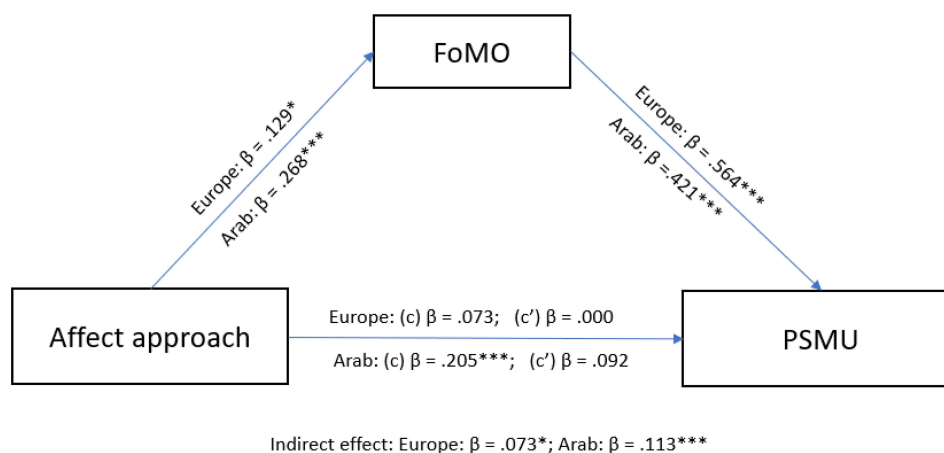 FoMO
Europe: β = .129*
Arab: β = .268***
Europe: β = .564***
Arab: β =.421***
Affect approach
Europe: (c) β = .073;   (c’) β = .000
Arab: (c) β = .205***;   (c’) β = .092
PSMU
Indirect effect: Europe: β = .073*; Arab: β = .113***